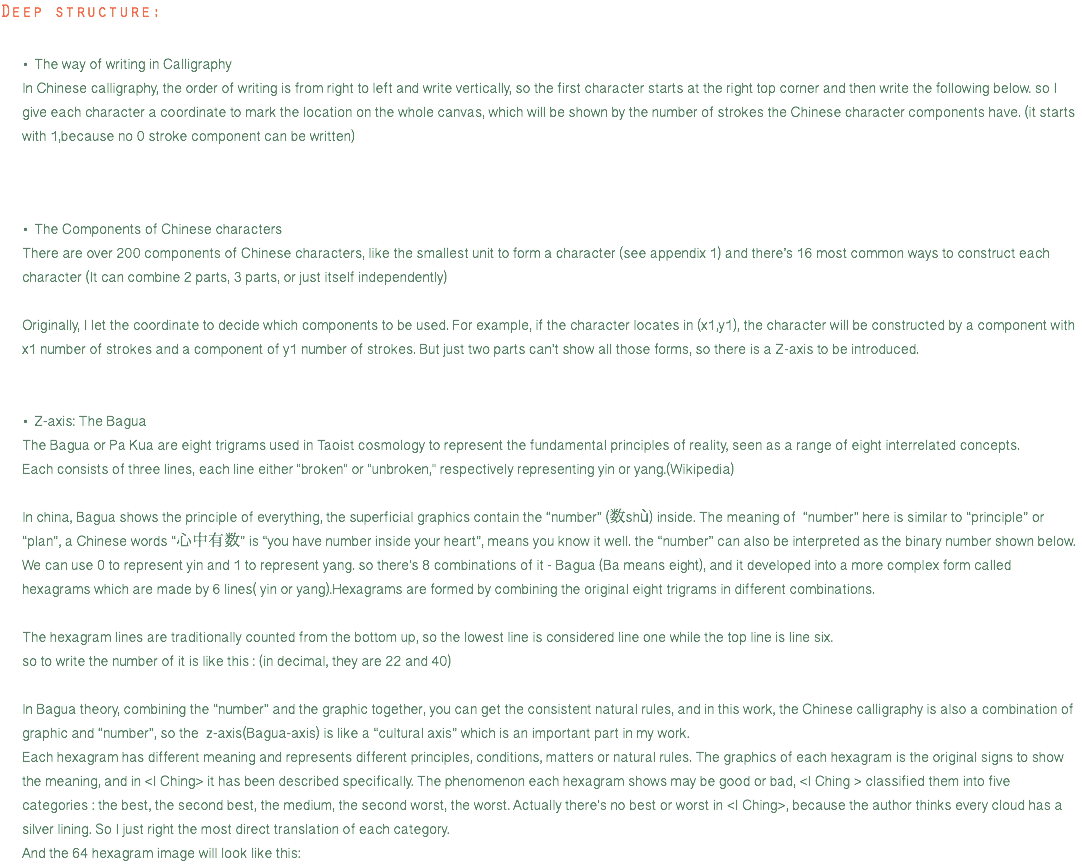 DEEP STRUCTURE:
• The way of writing in Calligraphy
In Chinese calligraphy, the order of writing is from right to left and write vertically, so the first character starts at the right top corner and then write the following below. so I
give each character a coordinate to mark the location on the whole canvas, which will be shown by the number of strokes the Chinese character components have. (it starts
with 1,because no 0 stroke component can be written)
• The Components of Chinese characters
There are over 200 components of Chinese characters, like the smallest unit to form a character (see appendix 1) and there's 16 most common ways to construct each
character (It can combine 2 parts, 3 parts, or just itself independently)
Originally, I let the coordinate to decide which components to be used. For example, if the character locates in (x1,y1), the character will be constructed by a component with
x1 number of strokes and a component of y1 number of strokes. But just two parts can't show all those forms, so there is a Z-axis to be introduced.
• Z-axis: The Bagua
The Bagua or Pa Kua are eight trigrams used in Taoist cosmology to represent the fundamental principles of reality, seen as a range of eight interrelated concepts.
Each consists of three lines, each line either "broken" or "unbroken," respectively representing yin or yang.(Wikipedia)
In china, Bagua shows the principle of everything, the superficial graphics contain the "number" (数shù) inside. The meaning of "number" here is similar to "principle" or
"plan", a Chinese words "心中有数" is "you have number inside your heart", means you know it well. the "number" can also be interpreted as the binary number shown below.
We can use 0 to represent yin and 1 to represent yang. so there's 8 combinations of it - Bagua (Ba means eight), and it developed into a more complex form called
hexagrams which are made by 6 lines( yin or yang).Hexagrams are formed by combining the original eight trigrams in different combinations.
The hexagram lines are traditionally counted from the bottom up, so the lowest line is considered line one while the top line is line six.
so to write the number of it is like this : (in decimal, they are 22 and 40)
In Bagua theory, combining the "number" and the graphic together, you can get the consistent natural rules, and in this work, the Chinese calligraphy is also a combination of
graphic and "number", so the z-axis(Bagua-axis) is like a "cultural axis" which is an important part in my work.
Each hexagram has different meaning and represents different principles, conditions, matters or natural rules. The graphics of each hexagram is the original signs to show
the meaning, and in <I Ching> it has been described specifically. The phenomenon each hexagram shows may be good or bad, <I Ching > classified them into five
categories : the best, the second best, the medium, the second worst, the worst. Actually there's no best or worst in <I Ching>, because the author thinks every cloud has a
silver lining. So I just right the most direct translation of each category.
And the 64 hexagram image will look like this: